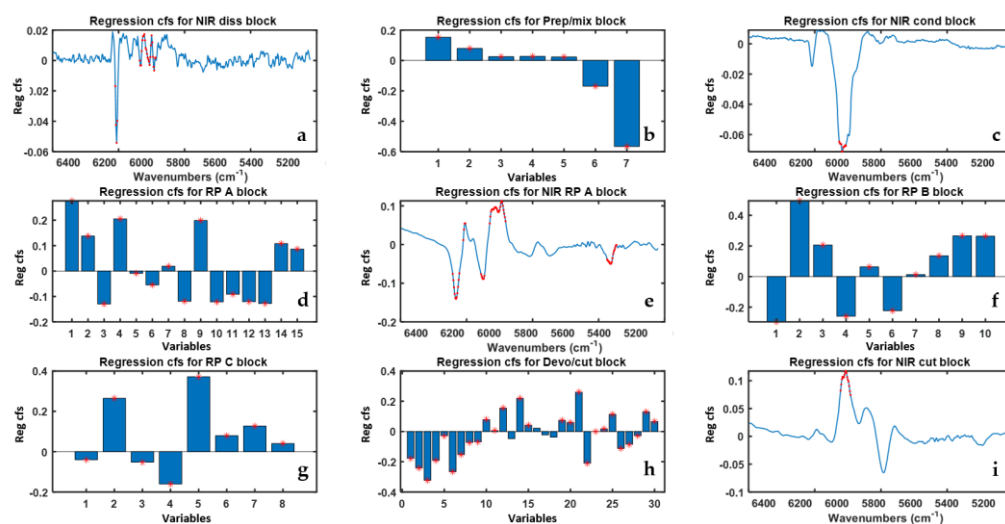 Regression cfs for NIR diss block
0.02
0
0.04
-0.06
Reg cfs
6400 6200 6000 5800 5600 5400 5200
Wavenumbers (cm⁻¹)
a
Regression cfs for Prep/mix block
0.2
0
-0.2
-0.4
-0.6
Reg cfs
1 2 3 4 5 6 7
Variables
b
Regression cfs for NIR cond block
0
-0.02
-0.04
-0.06
Reg cfs
6400 6200 6000 5800 5600 5400 5200
Wavenumbers (cm⁻¹)
c
Regression cfs for RP A block
0.2
0.1
0
-0.1
-0.2
Reg cfs
1 2 3 4 5 6 7 8 9 10 11 12 13 14 15
Variables
d
Regression cfs for NIR RP A block
0.1
0
-0.1
-0.2
Reg cfs
6200 6000 5800 5600 5400 5200
Wavenumbers (cm⁻¹)
e
Regression cfs for RP B block
0.4
0.2
0
-0.2
Reg cfs
1 2 3 4 5 6 7 8 9 10
Variables
f
Regression cfs for RP C block
0.4
0.2
0
-0.2
Reg cfs
1 2 3 4 5 6 7 8
Variables
g
Regression cfs for Devo/cut block
0.4
0.2
0
-0.2
-0.4
Reg cfs
0 5 10 15 20 25 30
Variables
h
Regression cfs for NIR cut block
0.1
0.05
0
-0.05
-0.1
Reg cfs
6400 6200 6000 5800 5600 5400 5200
Wavenumbers (cm⁻¹)
i